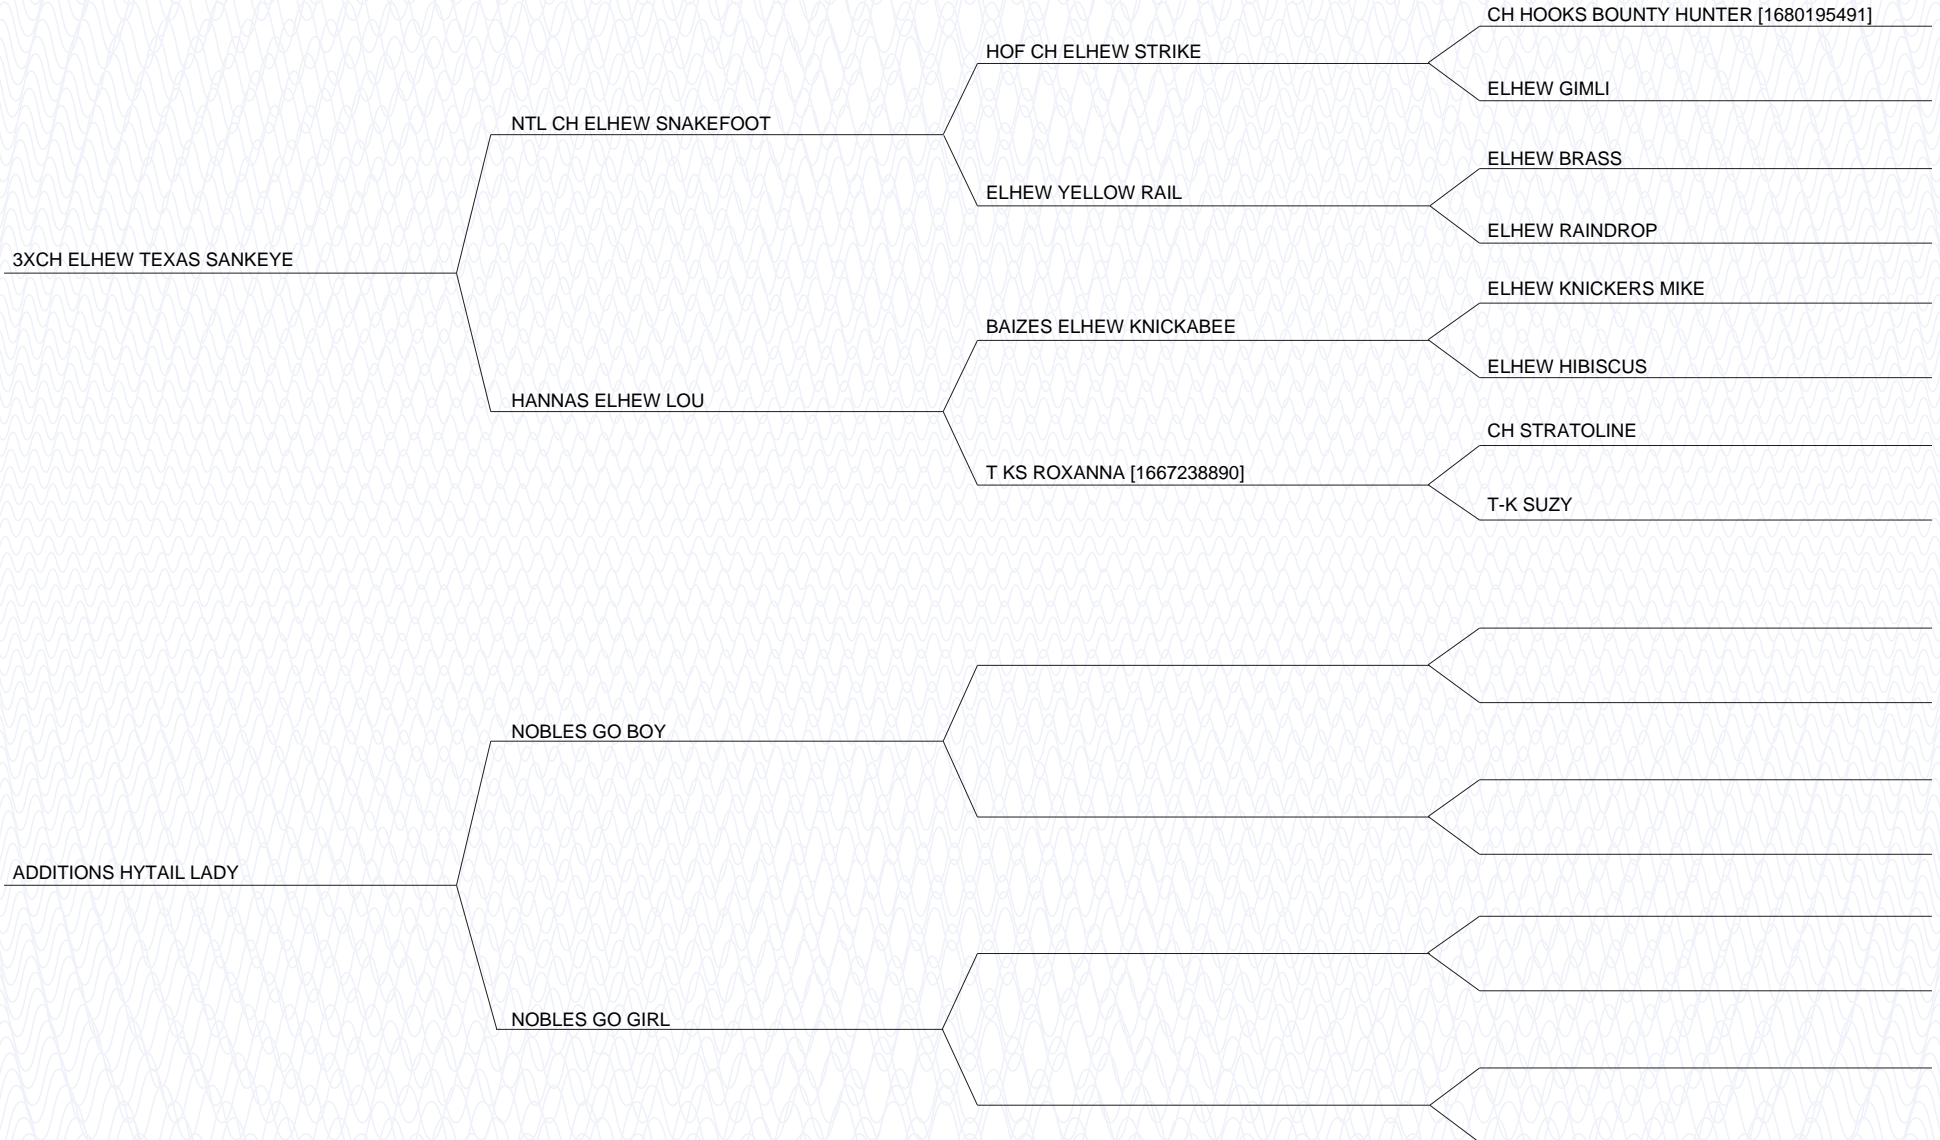 CH HOOKS BOUNTY HUNTER [1680195491]
HOF CH ELHEW STRIKE
ELHEW GIMLI
NTL CH ELHEW SNAKEFOOT
ELHEW BRASS
ELHEW YELLOW RAIL
ELHEW RAINDROP
3XCH ELHEW TEXAS SANKEYE
ELHEW KNICKERS MIKE
BAIZES ELHEW KNICKABEE
ELHEW HIBISCUS
HANNAS ELHEW LOU
CH STRATOLINE
T KS ROXANNA [1667238890]
T-K SUZY
NOBLES GO BOY
ADDITIONS HYTAIL LADY
NOBLES GO GIRL